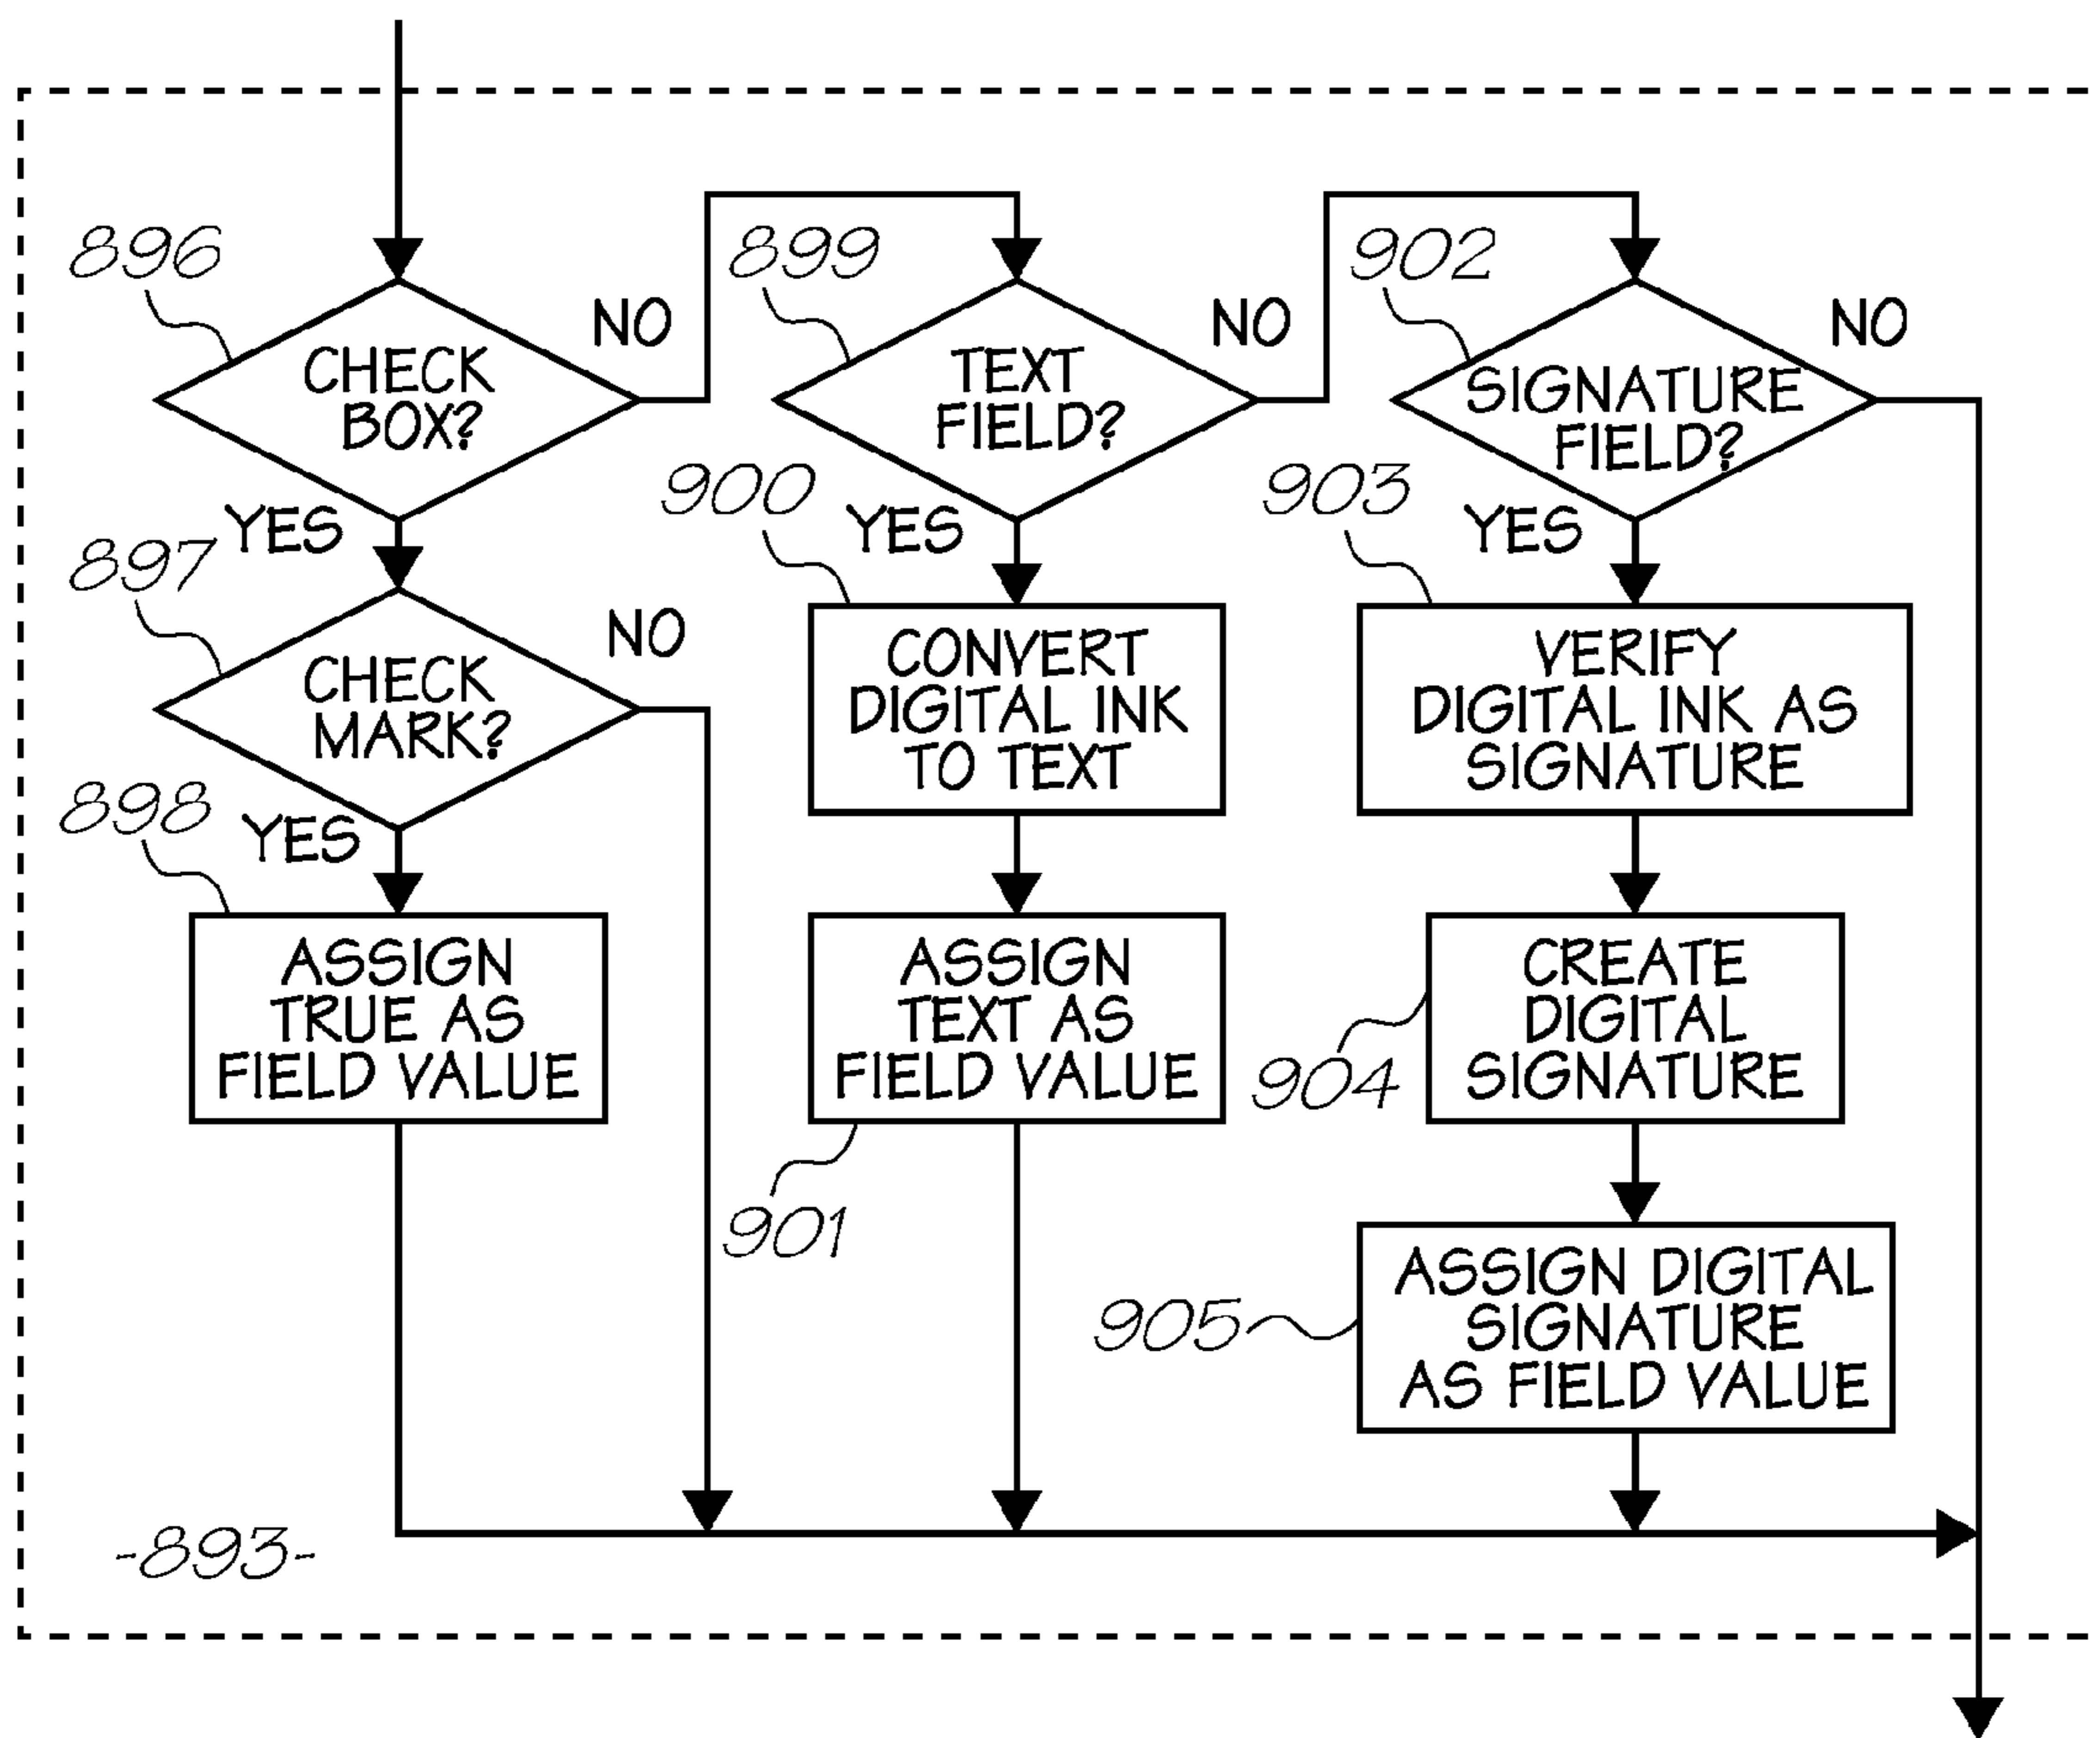 896
CHECK
BOX?
NO
YES
899
TEXT
FIELD?
NO
YES
902
SIGNATURE
FIELD?
NO
YES
897
CHECK
MARK?
NO
YES
900
CONVERT
DIGITAL INK
TO TEXT
903
VERIFY
DIGITAL INK AS
SIGNATURE
898
ASSIGN
TRUE AS
FIELD VALUE
ASSIGN
TEXT AS
FIELD VALUE
901
CREATE
DIGITAL
SIGNATURE
904
ASSIGN DIGITAL
SIGNATURE
AS FIELD VALUE
905
-893-